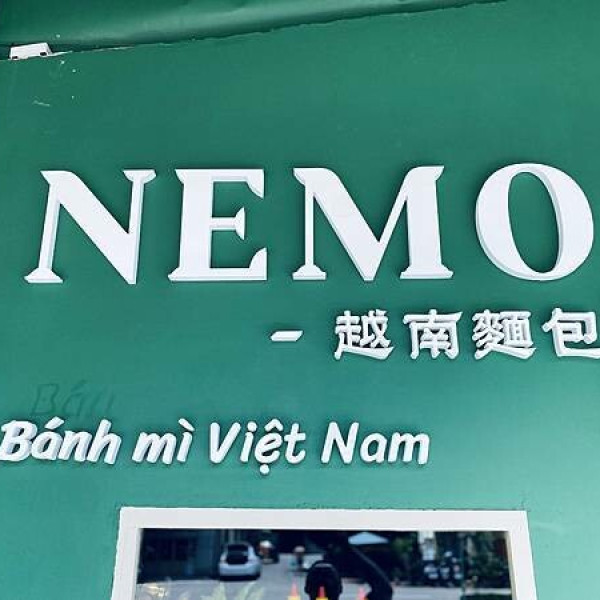 NEMO
- 越南麵包
Bánh mì Việt Nam